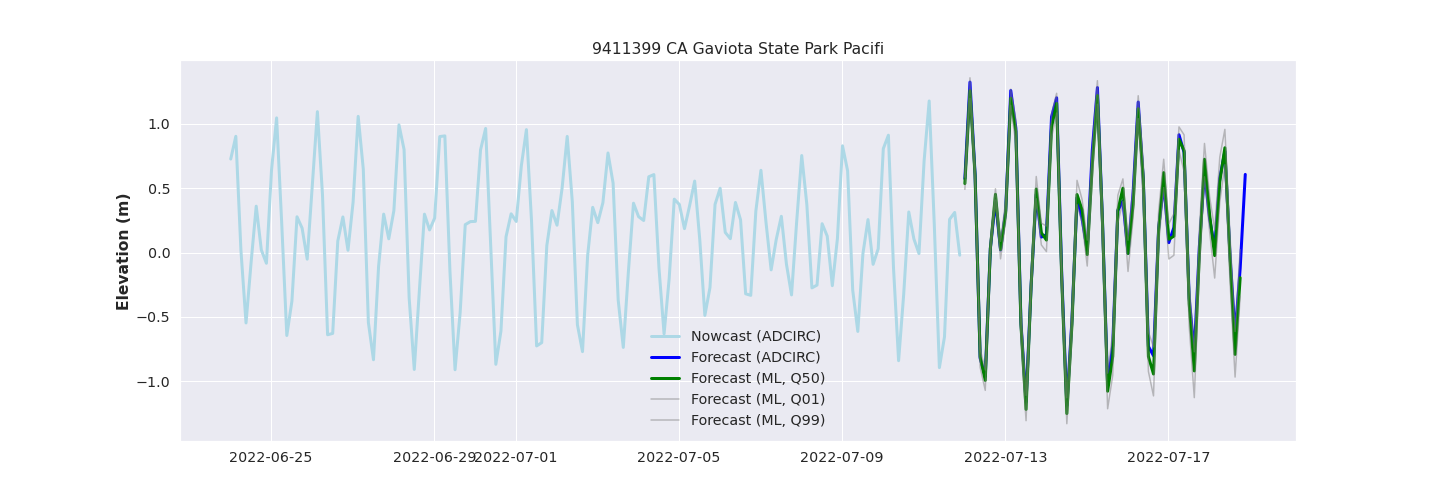 9411399 CA Gaviota State Park Pacifi
Elevation (m)
1.0
0.5
0.0
−0.5
−1.0
Nowcast (ADCIRC)
Forecast (ADCIRC)
Forecast (ML, Q50)
Forecast (ML, Q01)
Forecast (ML, Q99)
2022-06-25 2022-06-29 2022-07-01 2022-07-05 2022-07-09 2022-07-13 2022-07-17